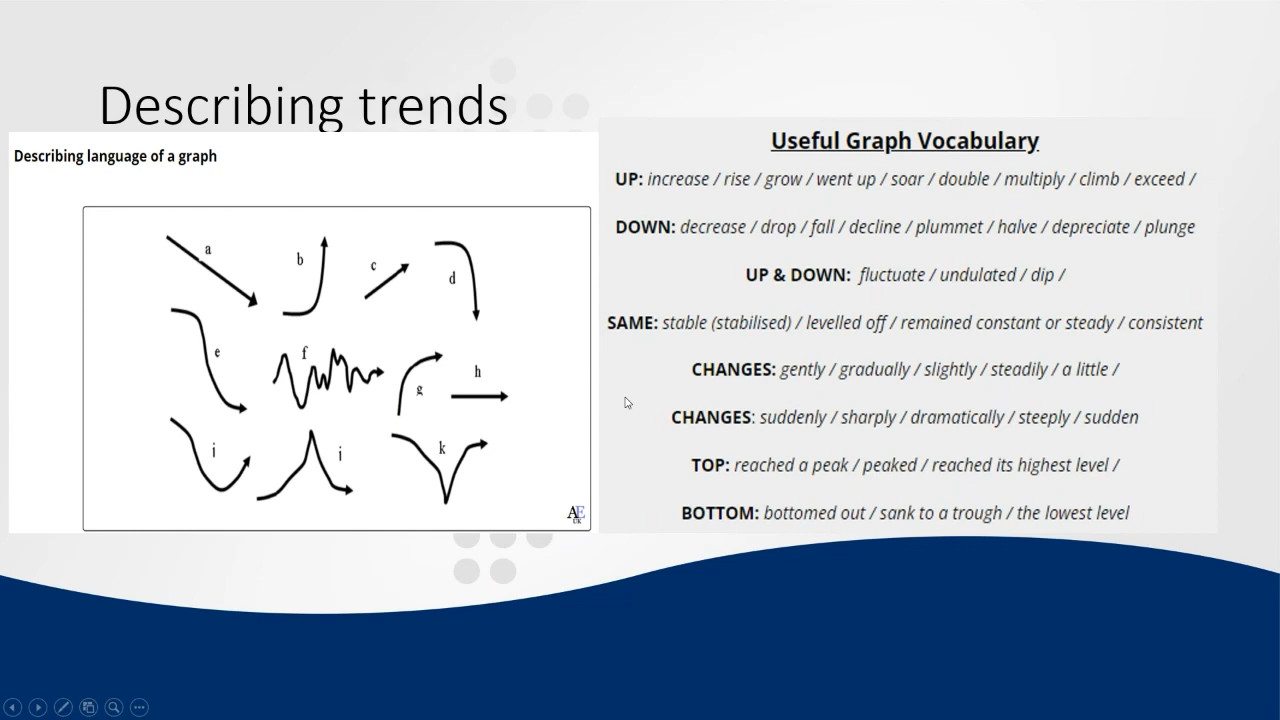 Describing trends
Describing language of a graph
a
b
c
d
e
f
g
h
i
j
k
AE
UK
Useful Graph Vocabulary
UP: increase / rise / grow / went up / soar / double / multiply / climb / exceed /
DOWN: decrease / drop / fall / decline / plummet / halve / depreciate / plunge
UP & DOWN: fluctuate / undulated / dip /
SAME: stable (stabilised) / levelled off / remained constant or steady / consistent
CHANGES: gently / gradually / slightly / steadily / a little /
CHANGES: suddenly / sharply / dramatically / steeply / sudden
TOP: reached a peak / peaked / reached its highest level /
BOTTOM: bottomed out / sank to a trough / the lowest level